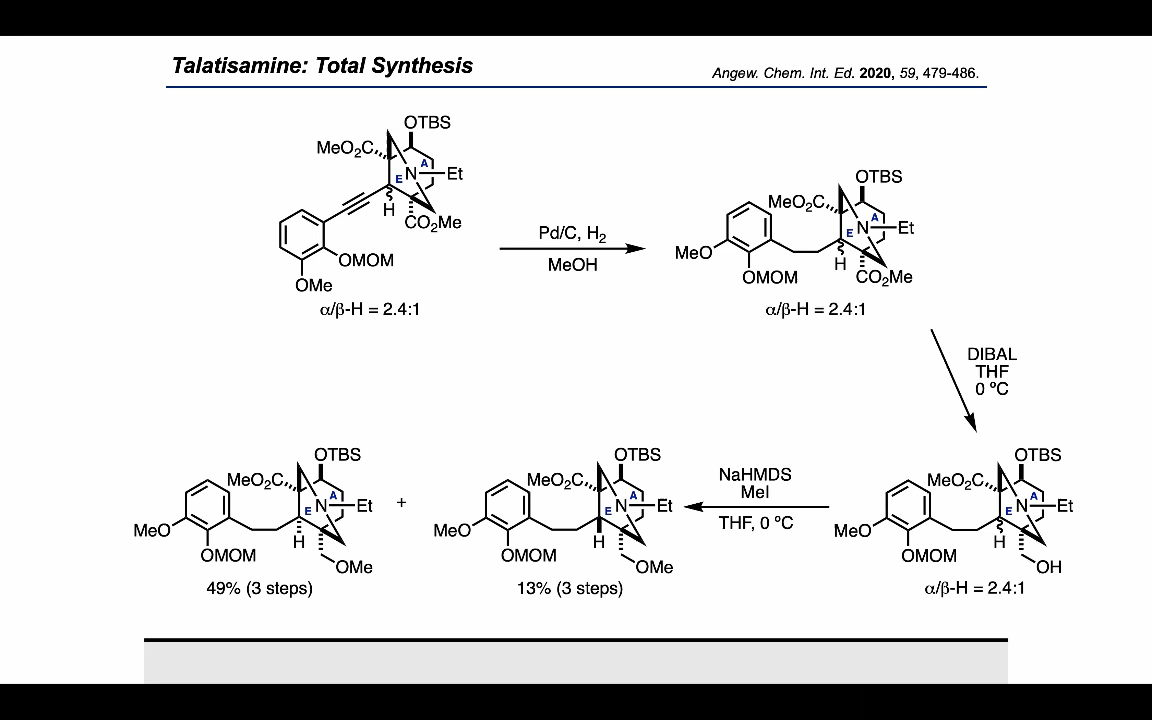 Talatisamine: Total Synthesis
Angew. Chem. Int. Ed. 2020, 59, 479-486.
OTBS
MeO₂C
A
E
N
Et
H
CO₂Me
OMOM
OMe
α/β-H = 2.4:1
Pd/C, H₂
MeOH
OTBS
MeO₂C
A
E
N
Et
MeO
H
OMOM
CO₂Me
α/β-H = 2.4:1
DIBAL
THF
0 ºC
OTBS
MeO₂C
A
E
N
Et
MeO
H
OMOM
OMe
49% (3 steps)
+
OTBS
MeO₂C
A
E
N
Et
MeO
H
OMOM
OMe
13% (3 steps)
NaHMDS
MeI
THF, 0 ºC
OTBS
MeO₂C
A
E
N
Et
MeO
H
OMOM
OH
α/β-H = 2.4:1